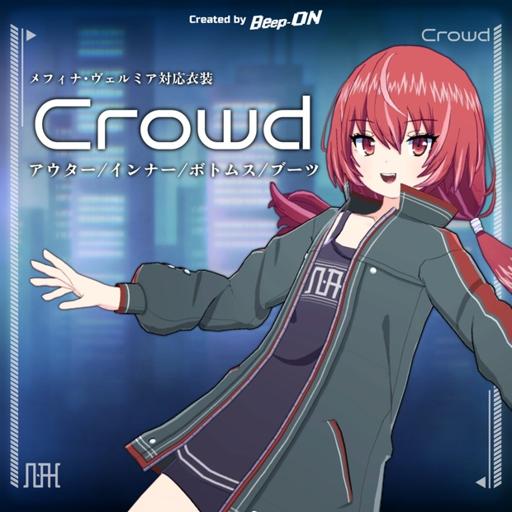 Created by Beep-ON
Crowd
メフィナ・ヴェルミア対応衣装
Crowd
アウター/インナー/ボトムス/ブーツ